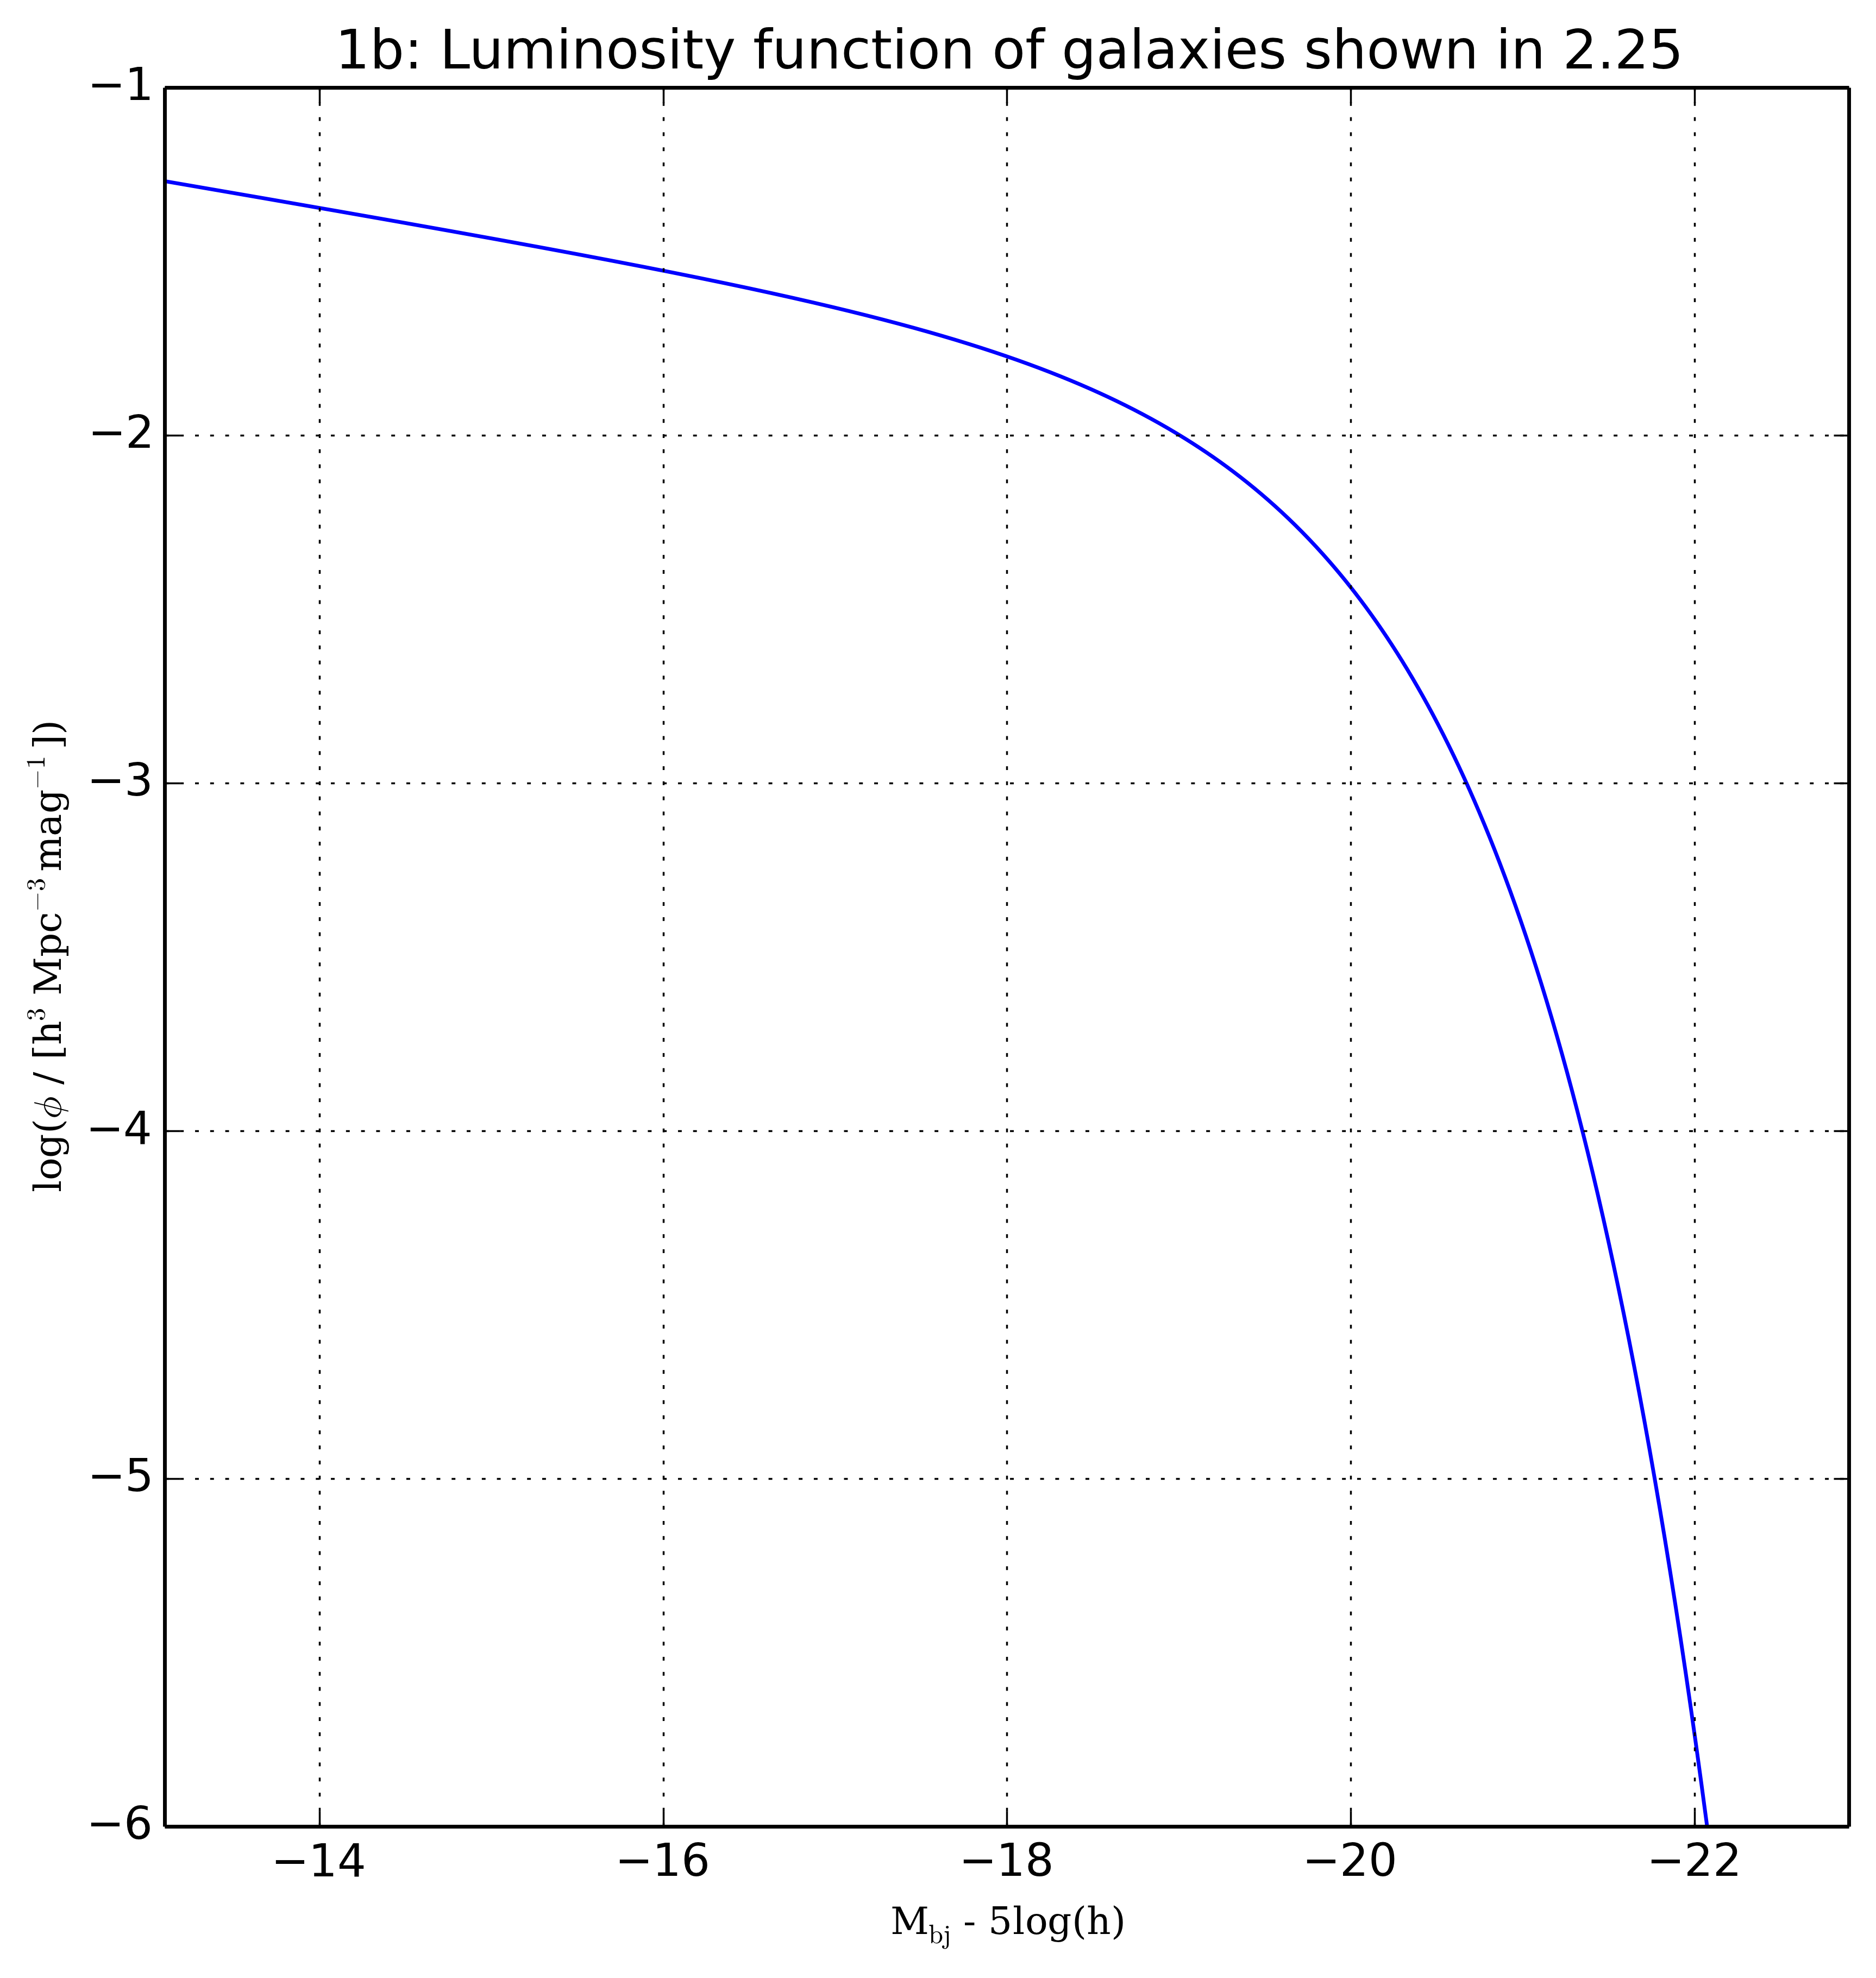 1b: Luminosity function of galaxies shown in 2.25
−1
−2
−3
−4
−5
−6
log(ϕ / [h³ Mpc⁻³ mag⁻¹ ])
−14 −16 −18 −20 −22
M_bj - 5log(h)